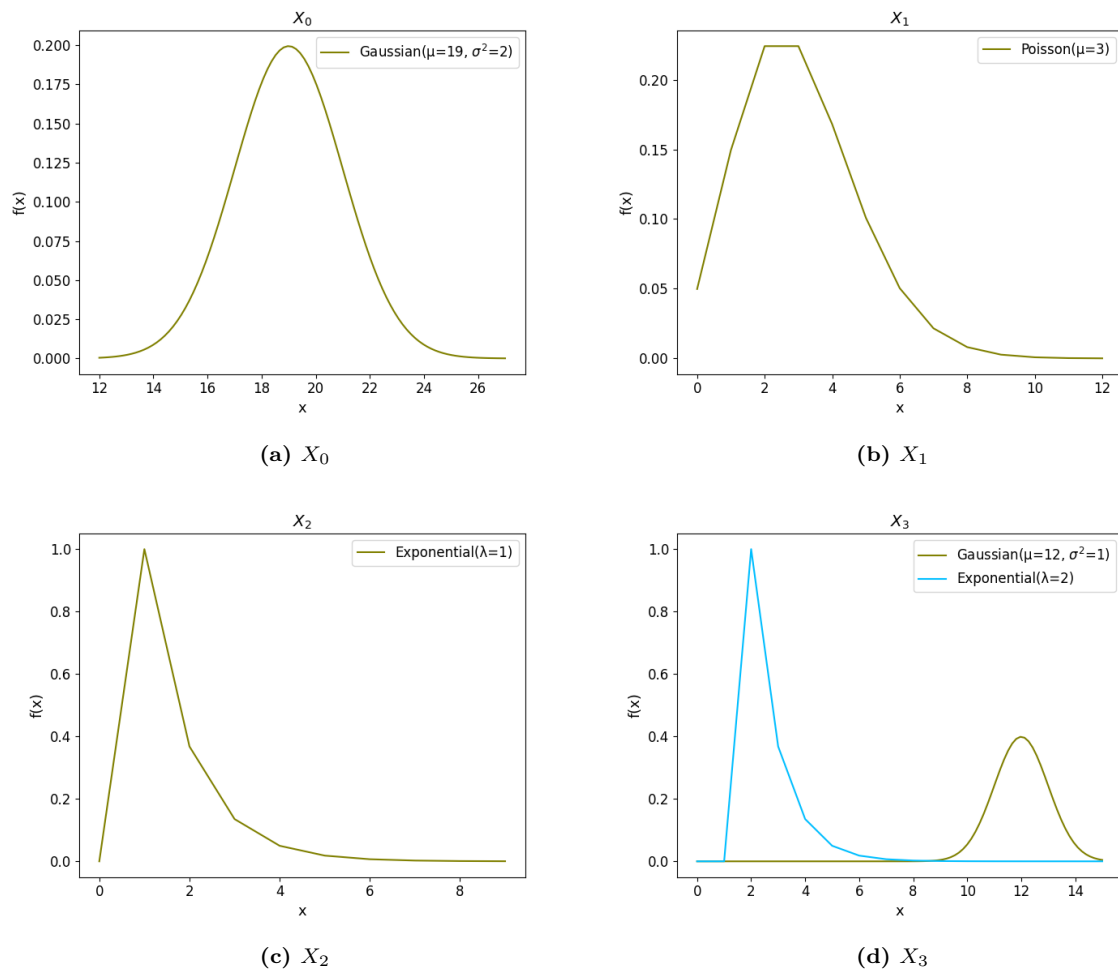 X₀
Gaussian(μ=19, σ²=2)
0.200
0.175
0.150
0.125
0.100
0.075
0.050
0.025
0.000
f(x)
12 14 16 18 20 22 24 26
x
(a) X₀
X₁
Poisson(μ=3)
0.20
0.15
0.10
0.05
0.00
f(x)
0 2 4 6 8 10 12
x
(b) X₁
X₂
Exponential(λ=1)
1.0
0.8
0.6
0.4
0.2
0.0
f(x)
0 2 4 6 8
x
(c) X₂
X₃
Gaussian(μ=12, σ²=1)
Exponential(λ=2)
1.0
0.8
0.6
0.4
0.2
0.0
f(x)
0 2 4 6 8 10 12 14
x
(d) X₃